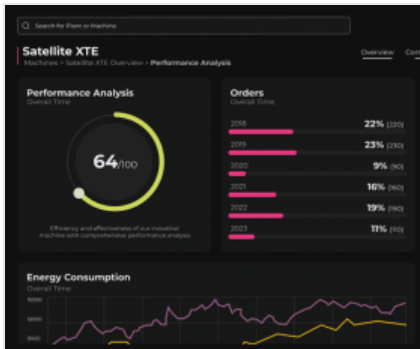 Search for Plant or Machine
Satellite XTE
Machines > Satellite XTE Overview > Performance Analysis
Overview
Com
Performance Analysis
Overall Time
64/100
Efficiency and effectiveness of our industrial
machine with comprehensive performance analysis
Orders
Overall Time
2018 22% (220)
2019 23% (230)
2020 9% (90)
2021 16% (160)
2022 19% (190)
2023 11% (110)
Energy Consumption
Overall Time